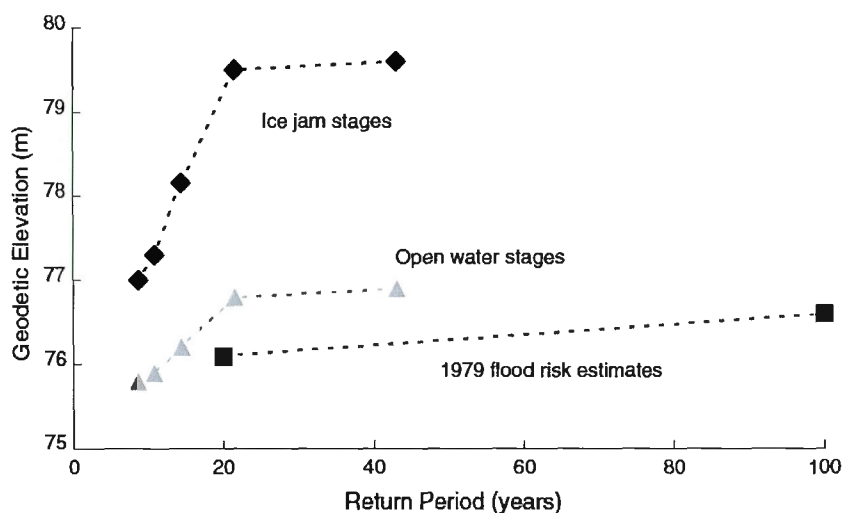 80
79
78
77
76
75
Geodetic Elevation (m)
Ice jam stages
Open water stages
1979 flood risk estimates
0 20 40 60 80 100
Return Period (years)